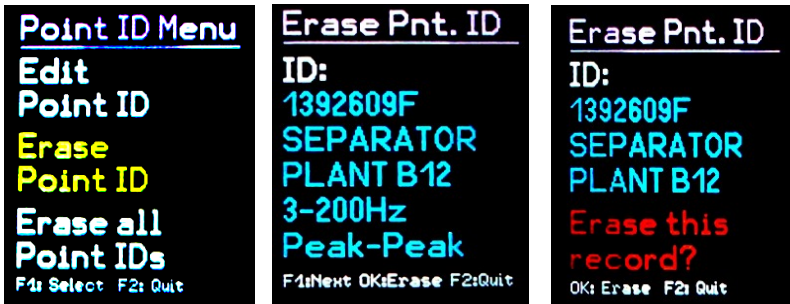 Point ID Menu
Edit
Point ID
Erase
Point ID
Erase all
Point IDs
F1: Select F2: Quit
Erase Pnt. ID
ID:
1392609F
SEPARATOR
PLANT B12
3-200Hz
Peak-Peak
F1:Next OK:Erase F2:Quit
Erase Pnt. ID
ID:
1392609F
SEPARATOR
PLANT B12
Erase this
record?
OK: Erase F2: Quit